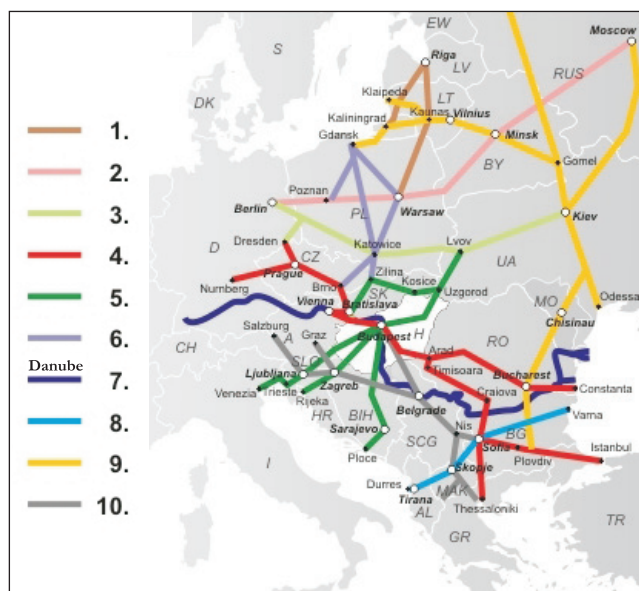 EW
Moscow
S
Riga
LV
RUS
DK
Klaipeda
LT
Kaliningrad
Kaunas
Vilnius
Gdansk
Minsk
BY
Gomel
Poznan
Berlin
PL
Warsaw
Kiev
D
Dresden
Katowice
Lvov
CZ
UA
Prague
Nurnberg
Brno
Zilina
Kosice
SK
Uzgorod
Vienna
Bratislava
MO
Odessa
Salzburg
A
Graz
Budapest
H
Chisinau
CH
SLO
Arad
RO
Ljubljana
Timisoara
Bucharest
Zagreb
Venezia
Trieste
Craiova
Constanta
Rijeka
HR
BIH
Belgrade
Varna
Sarajevo
Nis
BG
SCG
Sofia
Ploce
Plovdiv
Istanbul
I
Skopje
Durres
Tirana
MAK
AL
Thessaloniki
TR
GR
1.
2.
3.
4.
5.
6.
Danube 7.
8.
9.
10.